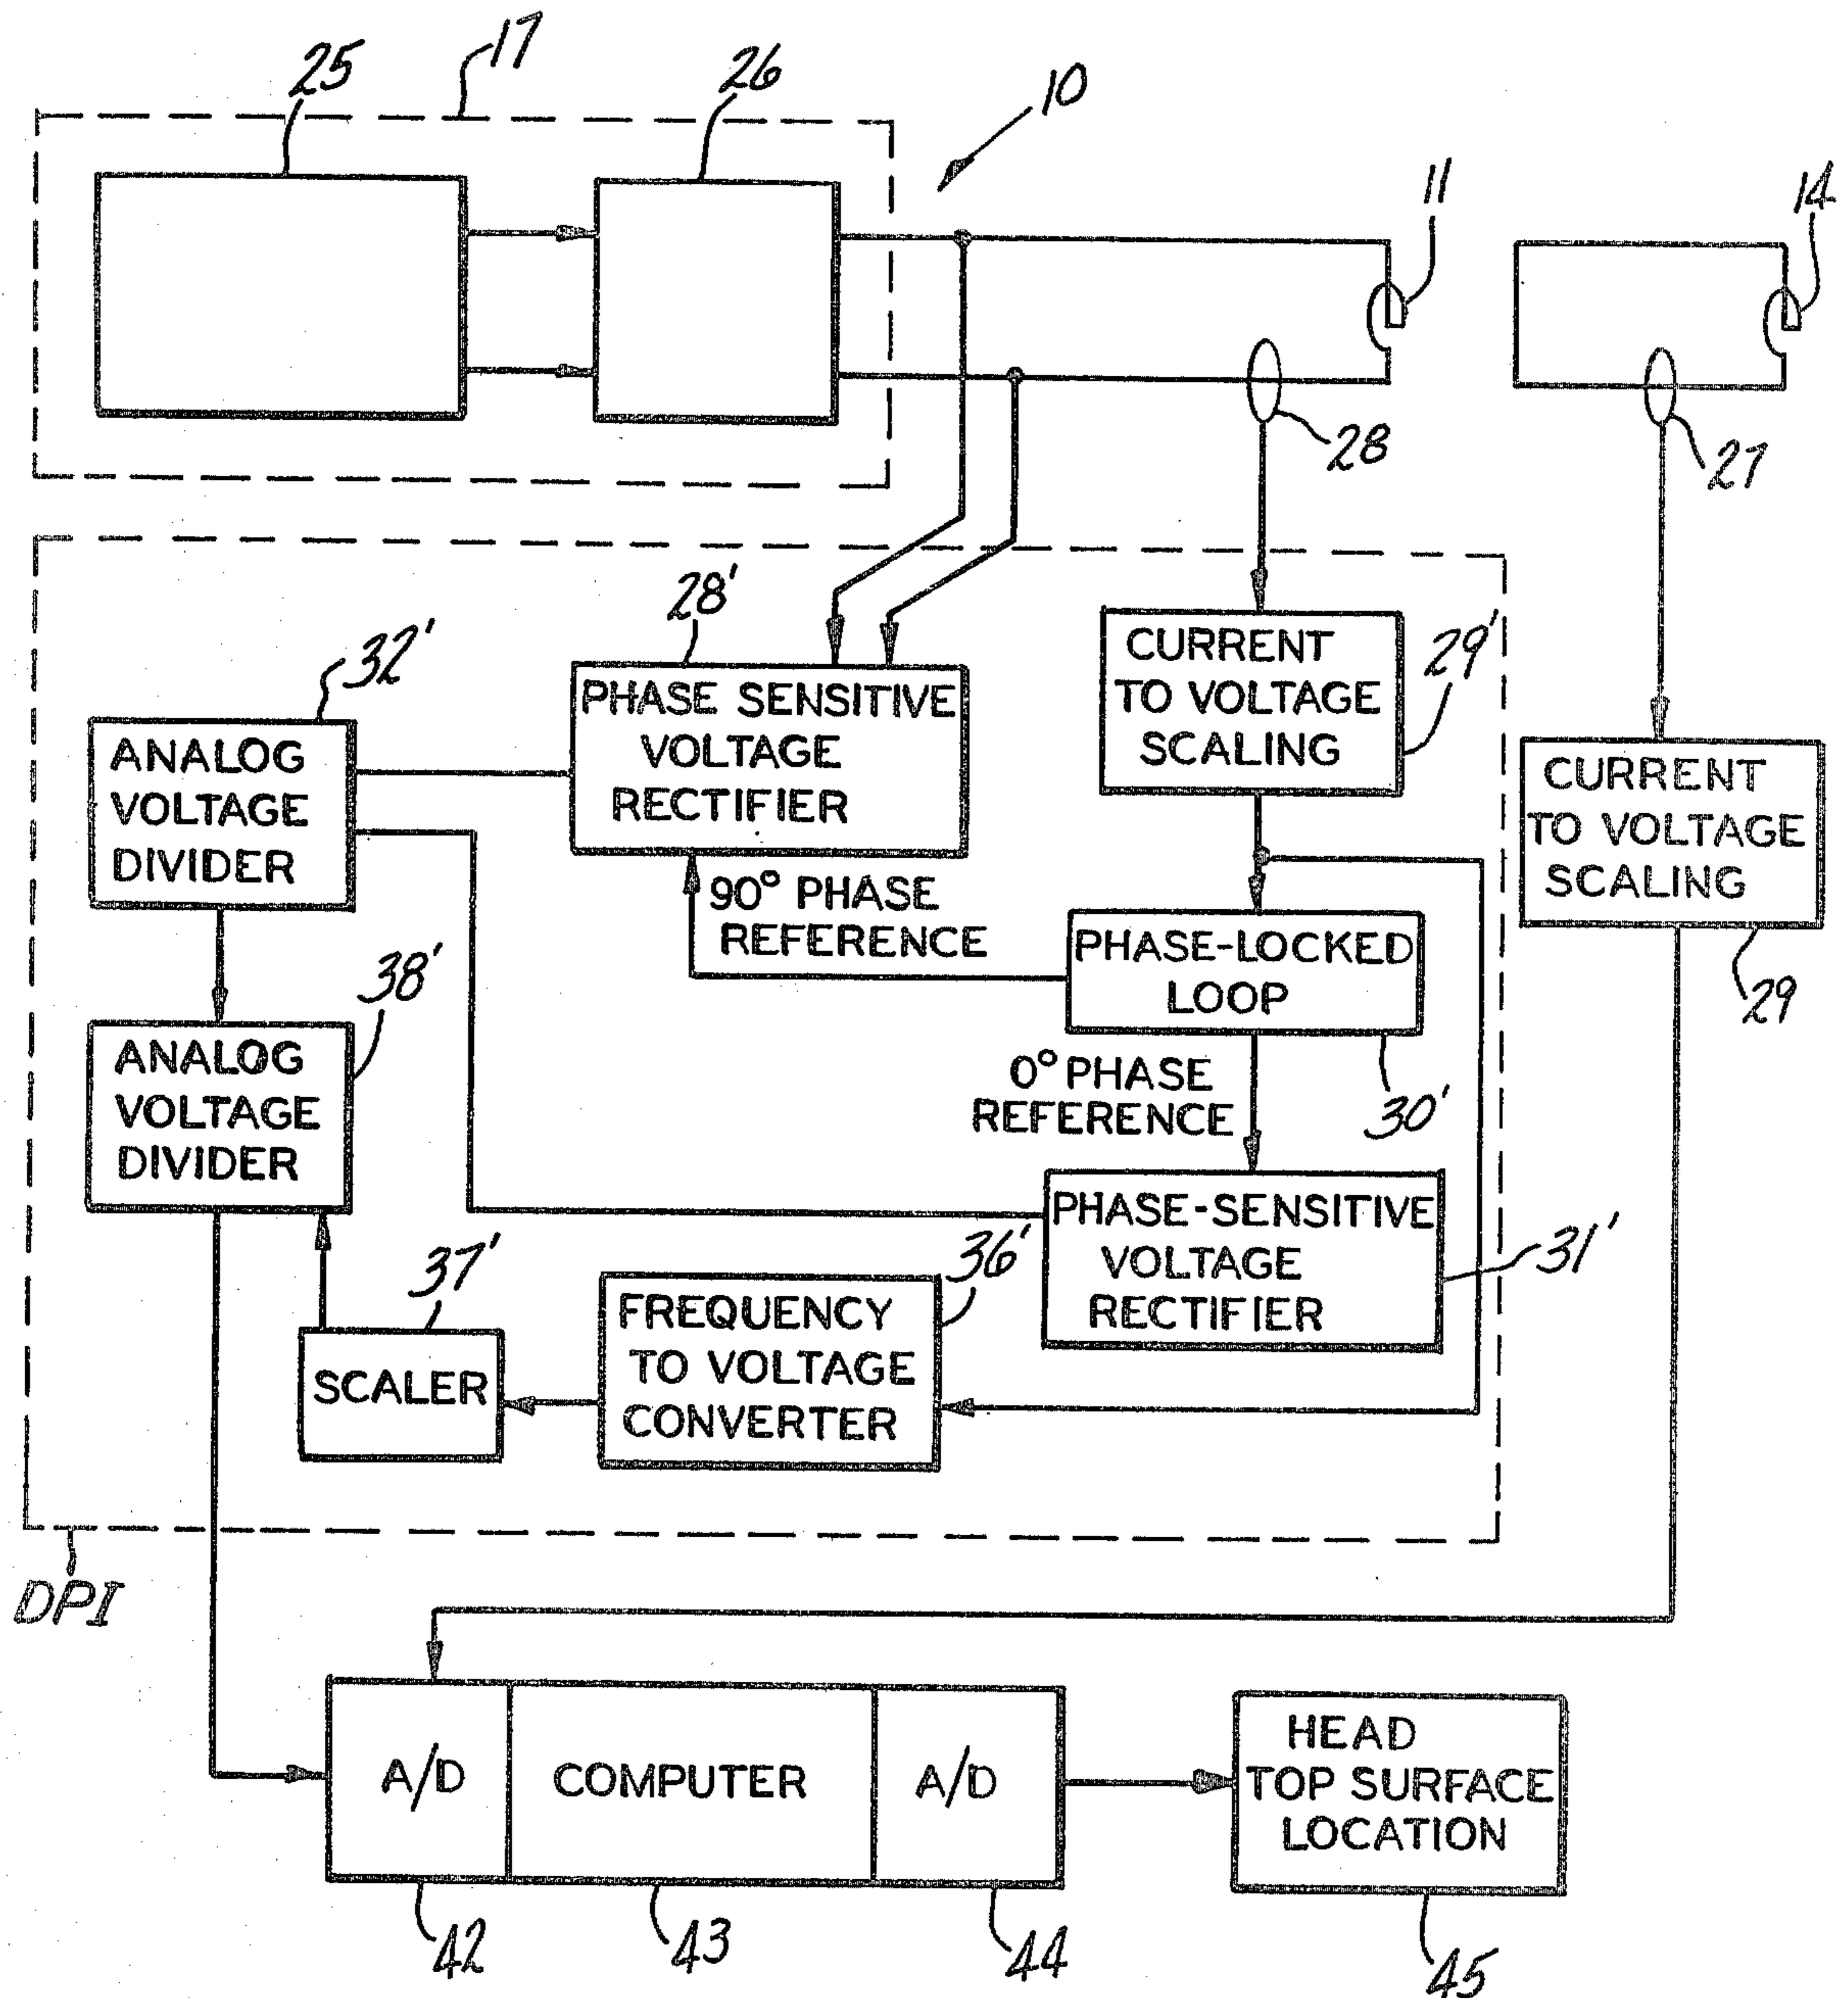 17
25
26
10
11
14
28
27
28'
32'
PHASE SENSITIVE
VOLTAGE
RECTIFIER
CURRENT
TO VOLTAGE
SCALING
29'
ANALOG
VOLTAGE
DIVIDER
CURRENT
TO VOLTAGE
SCALING
29
90° PHASE
REFERENCE
PHASE-LOCKED
LOOP
30'
38'
ANALOG
VOLTAGE
DIVIDER
0° PHASE
REFERENCE
PHASE-SENSITIVE
VOLTAGE
RECTIFIER
31'
36'
FREQUENCY
TO VOLTAGE
CONVERTER
37'
SCALER
DPI
A/D
COMPUTER
A/D
HEAD
TOP SURFACE
LOCATION
42
43
44
45